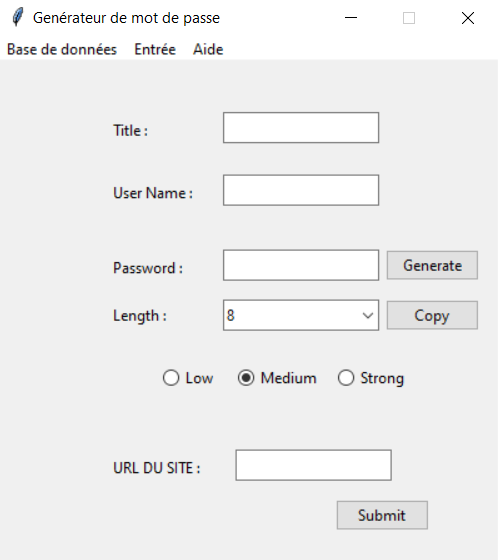 Genérateur de mot de passe
Base de données Entrée Aide
Title :
User Name :
Password : Generate
Length : 8 Copy
Low Medium Strong
URL DU SITE :
Submit